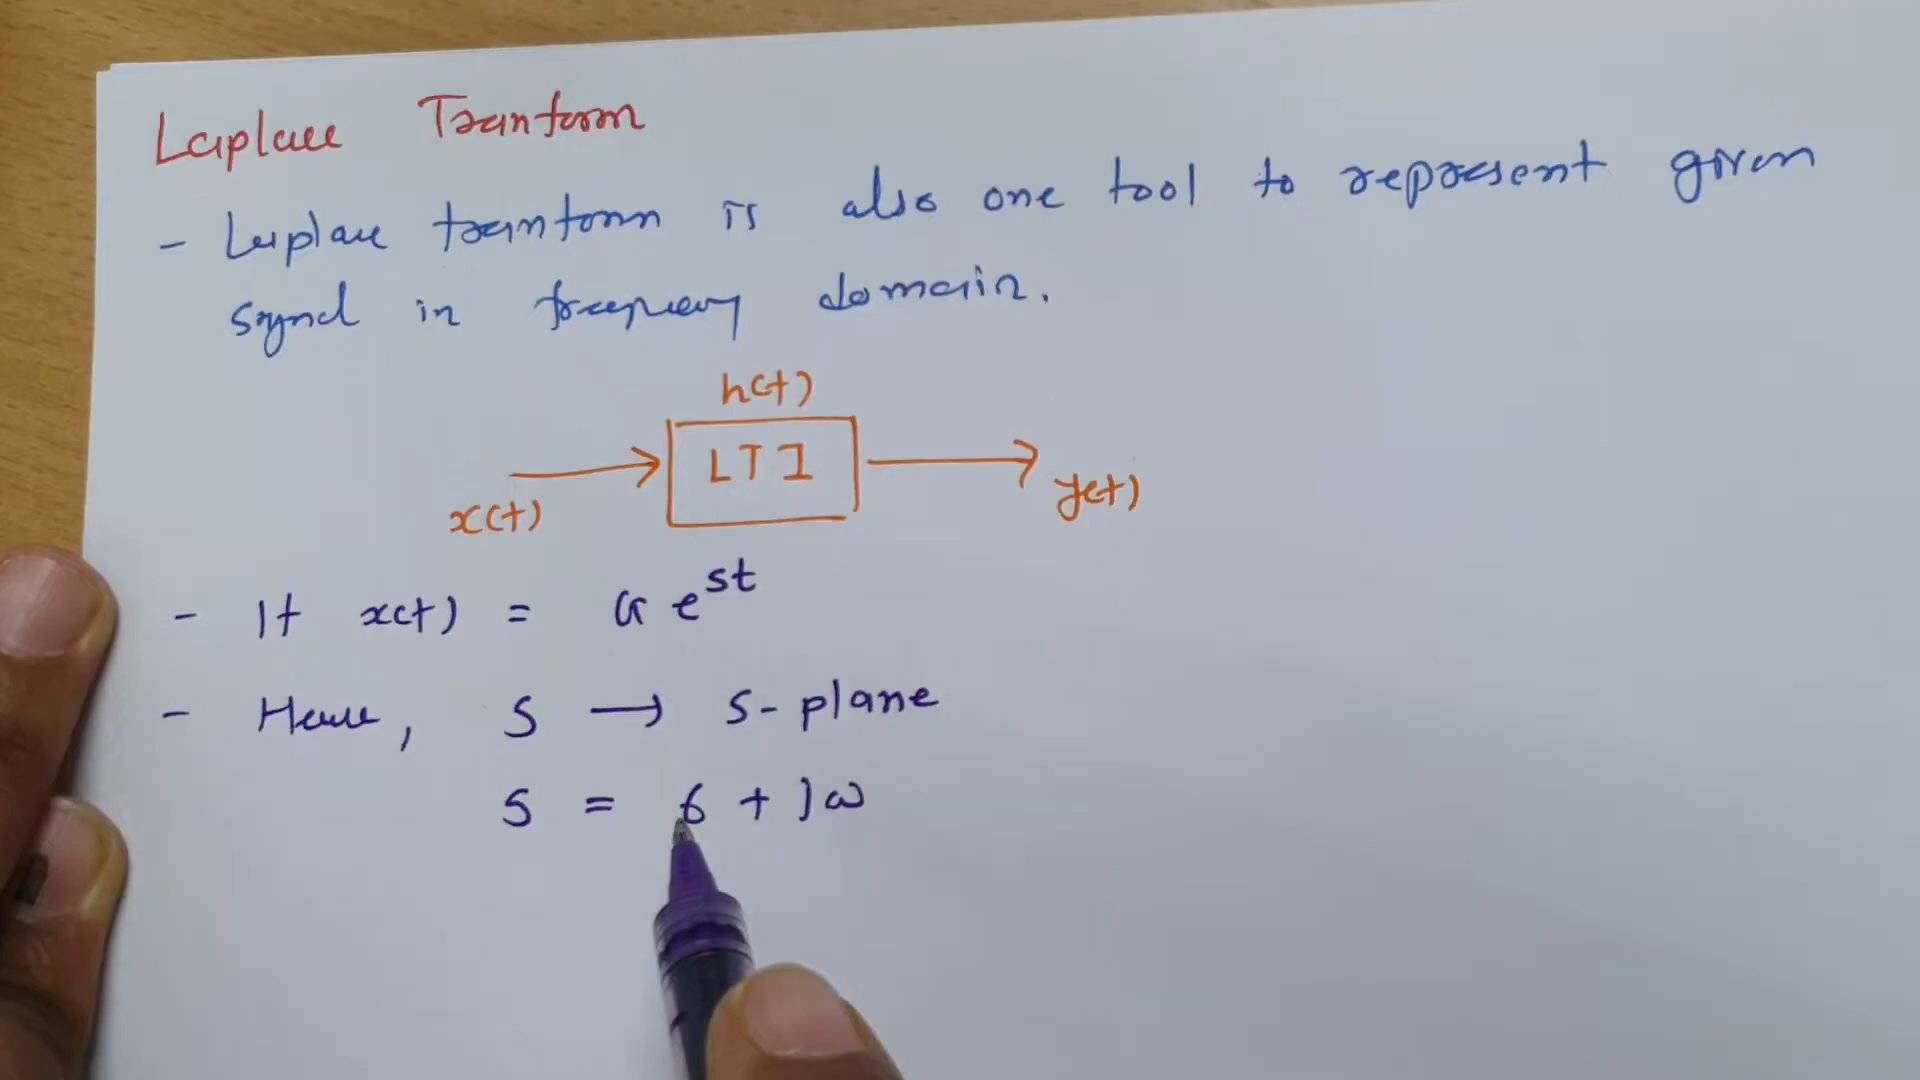 Laplace Transform
- Laplace transform is also one tool to represent given
signal in frequency domain.
h(t)
LTI
x(t)
y(t)
- If x(t) = G e^st
- Here, S → S-plane
S = σ + jω